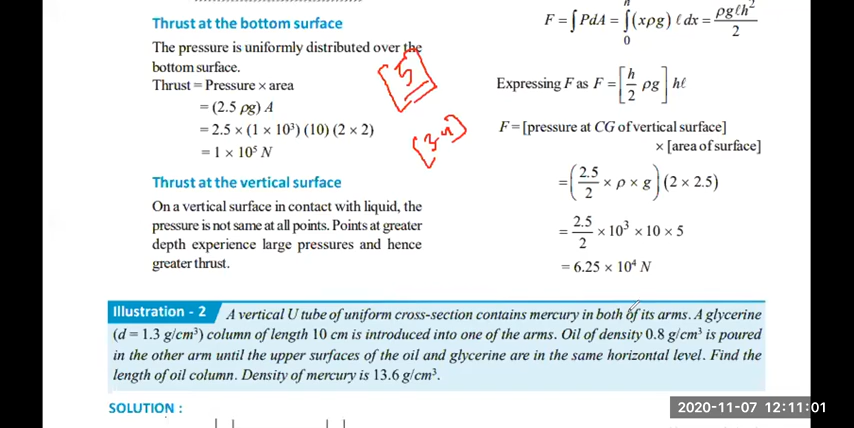 Thrust at the bottom surface
The pressure is uniformly distributed over the
bottom surface.
Thrust = Pressure × area
= (2.5 ρg) A
= 2.5 × (1 × 10³) (10) (2 × 2)
= 1 × 10⁵ N
Thrust at the vertical surface
On a vertical surface in contact with liquid, the
pressure is not same at all points. Points at greater
depth experience large pressures and hence
greater thrust.
[5]
F = ∫ PdA = ∫₀ʰ (xρg) ℓ dx = ρgℓh²/2
Expressing F as F = [h/2 ρg] hℓ
F = [pressure at CG of vertical surface]
× [area of surface]
= (2.5/2 × ρ × g) (2 × 2.5)
= 2.5/2 × 10³ × 10 × 5
= 6.25 × 10⁴ N
Illustration - 2 A vertical U tube of uniform cross-section contains mercury in both of its arms. A glycerine
(d = 1.3 g/cm³) column of length 10 cm is introduced into one of the arms. Oil of density 0.8 g/cm³ is poured
in the other arm until the upper surfaces of the oil and glycerine are in the same horizontal level. Find the
length of oil column. Density of mercury is 13.6 g/cm³.
SOLUTION :
2020-11-07 12:11:01